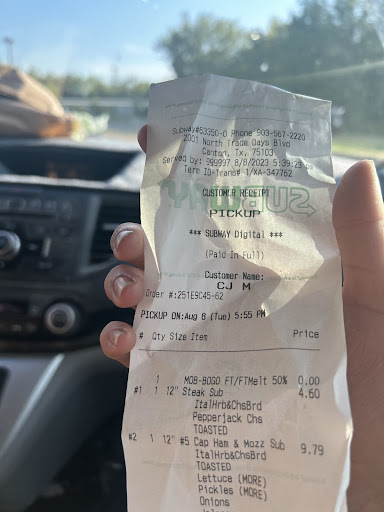 Subway#53350-0 Phone 903-567-2220
2001 North Trade Days Blvd
Canton, Tx, 75103
Served by: 999997 8/8/2023 5:39:23
Term ID-Trans# 1/XA-347762
CUSTOMER RECEIPT
PICKUP
*** SUBWAY Digital ***
(Paid In Full)
Customer Name:
CJ M
Order #:251E9C45-62
PICKUP ON:Aug 8 (Tue) 5:55 PM
# Qty Size Item Price
1 MOB-BOGO FT/FTMelt 50% 0.00
#1 1 12" Steak Sub 4.60
ItalHrb&ChsBrd
Pepperjack Chs
TOASTED
#2 1 12" #5 Cap Ham & Mozz Sub 9.79
ItalHrb&ChsBrd
TOASTED
Lettuce (MORE)
Pickles (MORE)
Onions